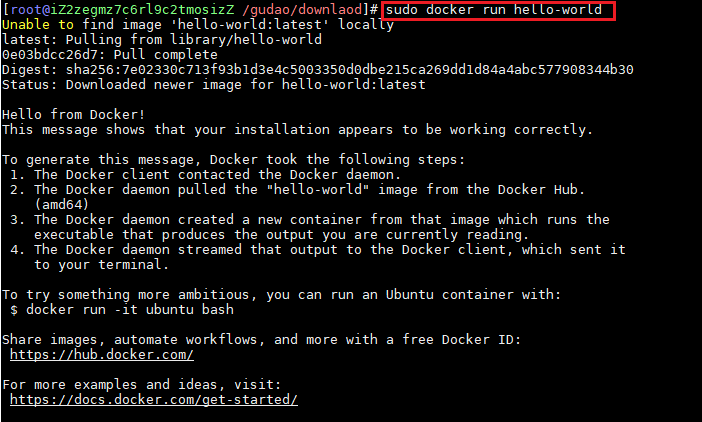 [root@iZ2zegmz7c6rl9c2tmosizZ /gudao/downlaod]# sudo docker run hello-world
Unable to find image 'hello-world:latest' locally
latest: Pulling from library/hello-world
0e03bdcc26d7: Pull complete
Digest: sha256:7e02330c713f93b1d3e4c5003350d0dbe215ca269dd1d84a4abc577908344b30
Status: Downloaded newer image for hello-world:latest
Hello from Docker!
This message shows that your installation appears to be working correctly.
To generate this message, Docker took the following steps:
1. The Docker client contacted the Docker daemon.
2. The Docker daemon pulled the "hello-world" image from the Docker Hub.
(amd64)
3. The Docker daemon created a new container from that image which runs the
executable that produces the output you are currently reading.
4. The Docker daemon streamed that output to the Docker client, which sent it
to your terminal.
To try something more ambitious, you can run an Ubuntu container with:
$ docker run -it ubuntu bash
Share images, automate workflows, and more with a free Docker ID:
https://hub.docker.com/
For more examples and ideas, visit:
https://docs.docker.com/get-started/